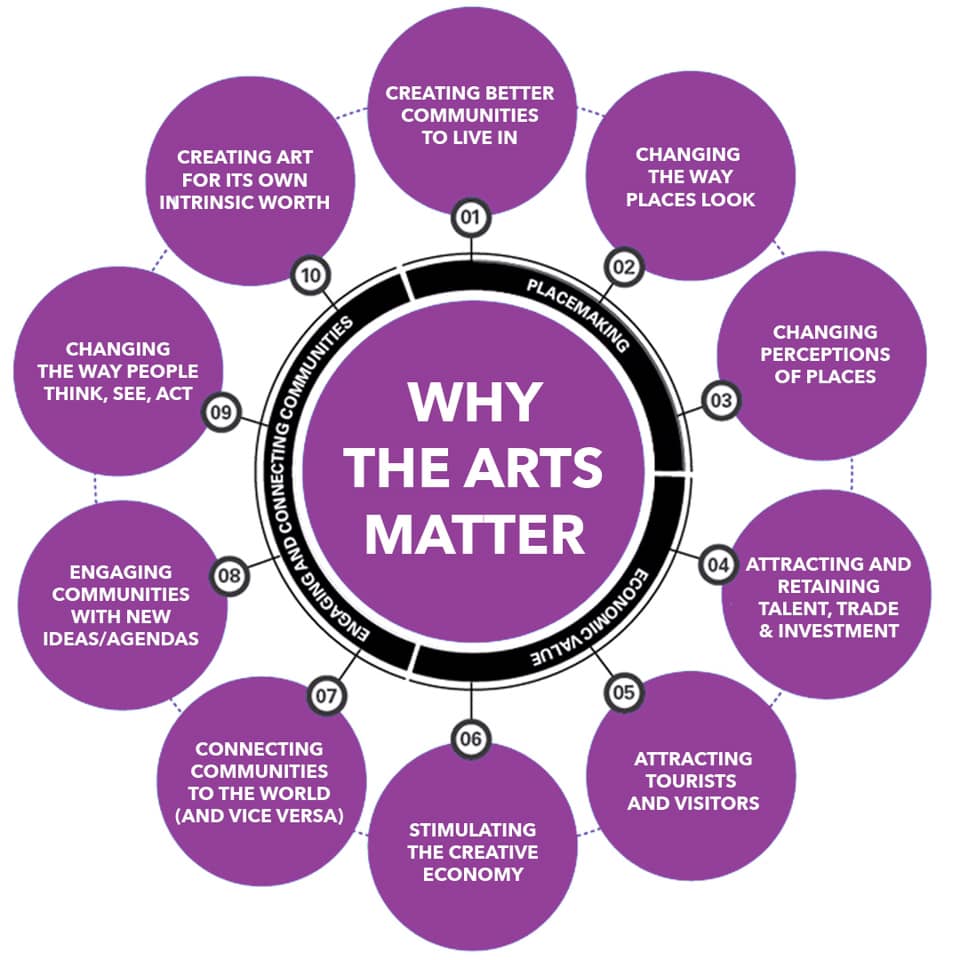 WHY
THE ARTS
MATTER
PLACEMAKING
ECONOMIC VALUE
ENGAGING AND CONNECTING COMMUNITIES
01
CREATING BETTER
COMMUNITIES
TO LIVE IN
02
CHANGING
THE WAY
PLACES LOOK
03
CHANGING
PERCEPTIONS
OF PLACES
04
ATTRACTING AND
RETAINING
TALENT, TRADE
& INVESTMENT
05
ATTRACTING
TOURISTS
AND VISITORS
06
STIMULATING
THE CREATIVE
ECONOMY
07
CONNECTING
COMMUNITIES
TO THE WORLD
(AND VICE VERSA)
08
ENGAGING
COMMUNITIES
WITH NEW
IDEAS/AGENDAS
09
CHANGING
THE WAY PEOPLE
THINK, SEE, ACT
10
CREATING ART
FOR ITS OWN
INTRINSIC WORTH